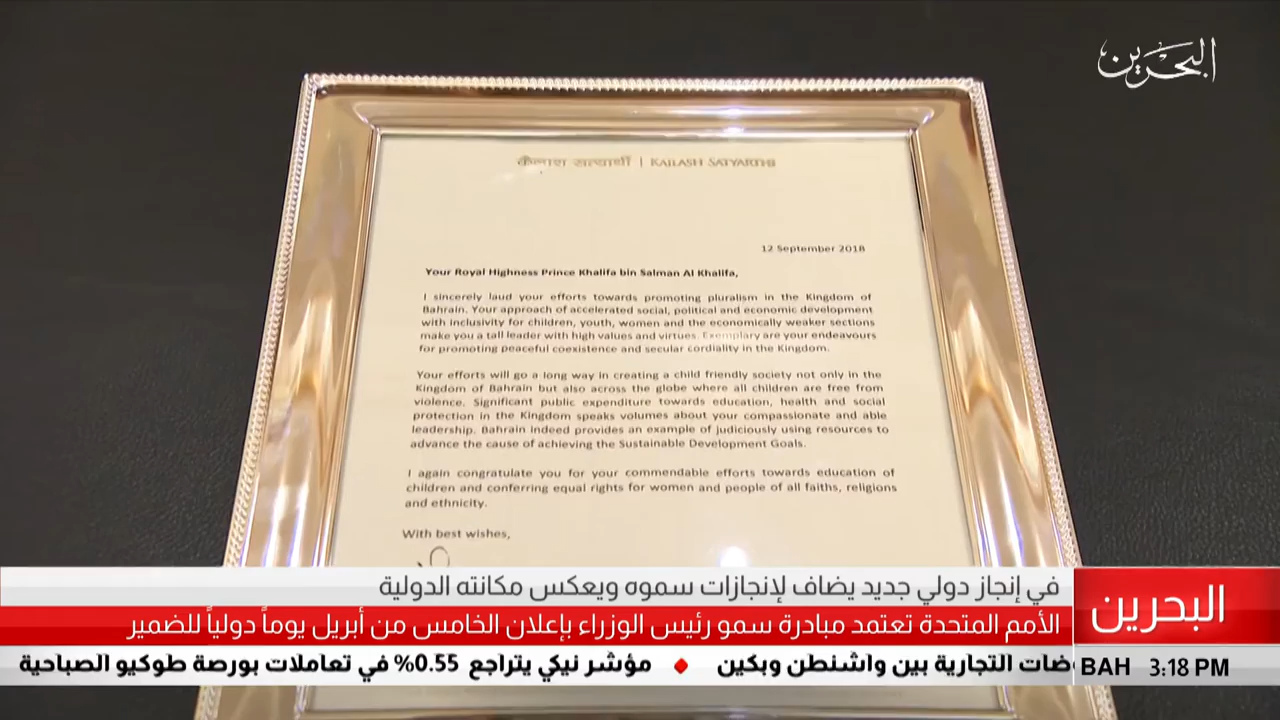 البحرين
कैलाश सत्यार्थी | KAILASH SATYARTHI
12 September 2018
Your Royal Highness Prince Khalifa bin Salman Al Khalifa,
I sincerely laud your efforts towards promoting pluralism in the Kingdom of
Bahrain. Your approach of accelerated social, political and economic development
with inclusivity for children, youth, women and the economically weaker sections
make you a tall leader with high values and virtues. Exemplary are your endeavours
for promoting peaceful coexistence and secular cordiality in the Kingdom.
Your efforts will go a long way in creating a child friendly society not only in the
Kingdom of Bahrain but also across the globe where all children are free from
violence. Significant public expenditure towards education, health and social
protection in the Kingdom speaks volumes about your compassionate and able
leadership. Bahrain indeed provides an example of judiciously using resources to
advance the cause of achieving the Sustainable Development Goals.
I again congratulate you for your commendable efforts towards education of
children and conferring equal rights for women and people of all faiths, religions
and ethnicity.
With best wishes,
في إنجاز دولي جديد يضاف لإنجازات سموه ويعكس مكانته الدولية
البحرين
الأمم المتحدة تعتمد مبادرة سمو رئيس الوزراء بإعلان الخامس من أبريل يوماً دولياً للضمير
ضات التجارية بين واشنطن وبكين ♦ مؤشر نيكي يتراجع 0.55% في تعاملات بورصة طوكيو الصباحية
BAH 3:18 PM